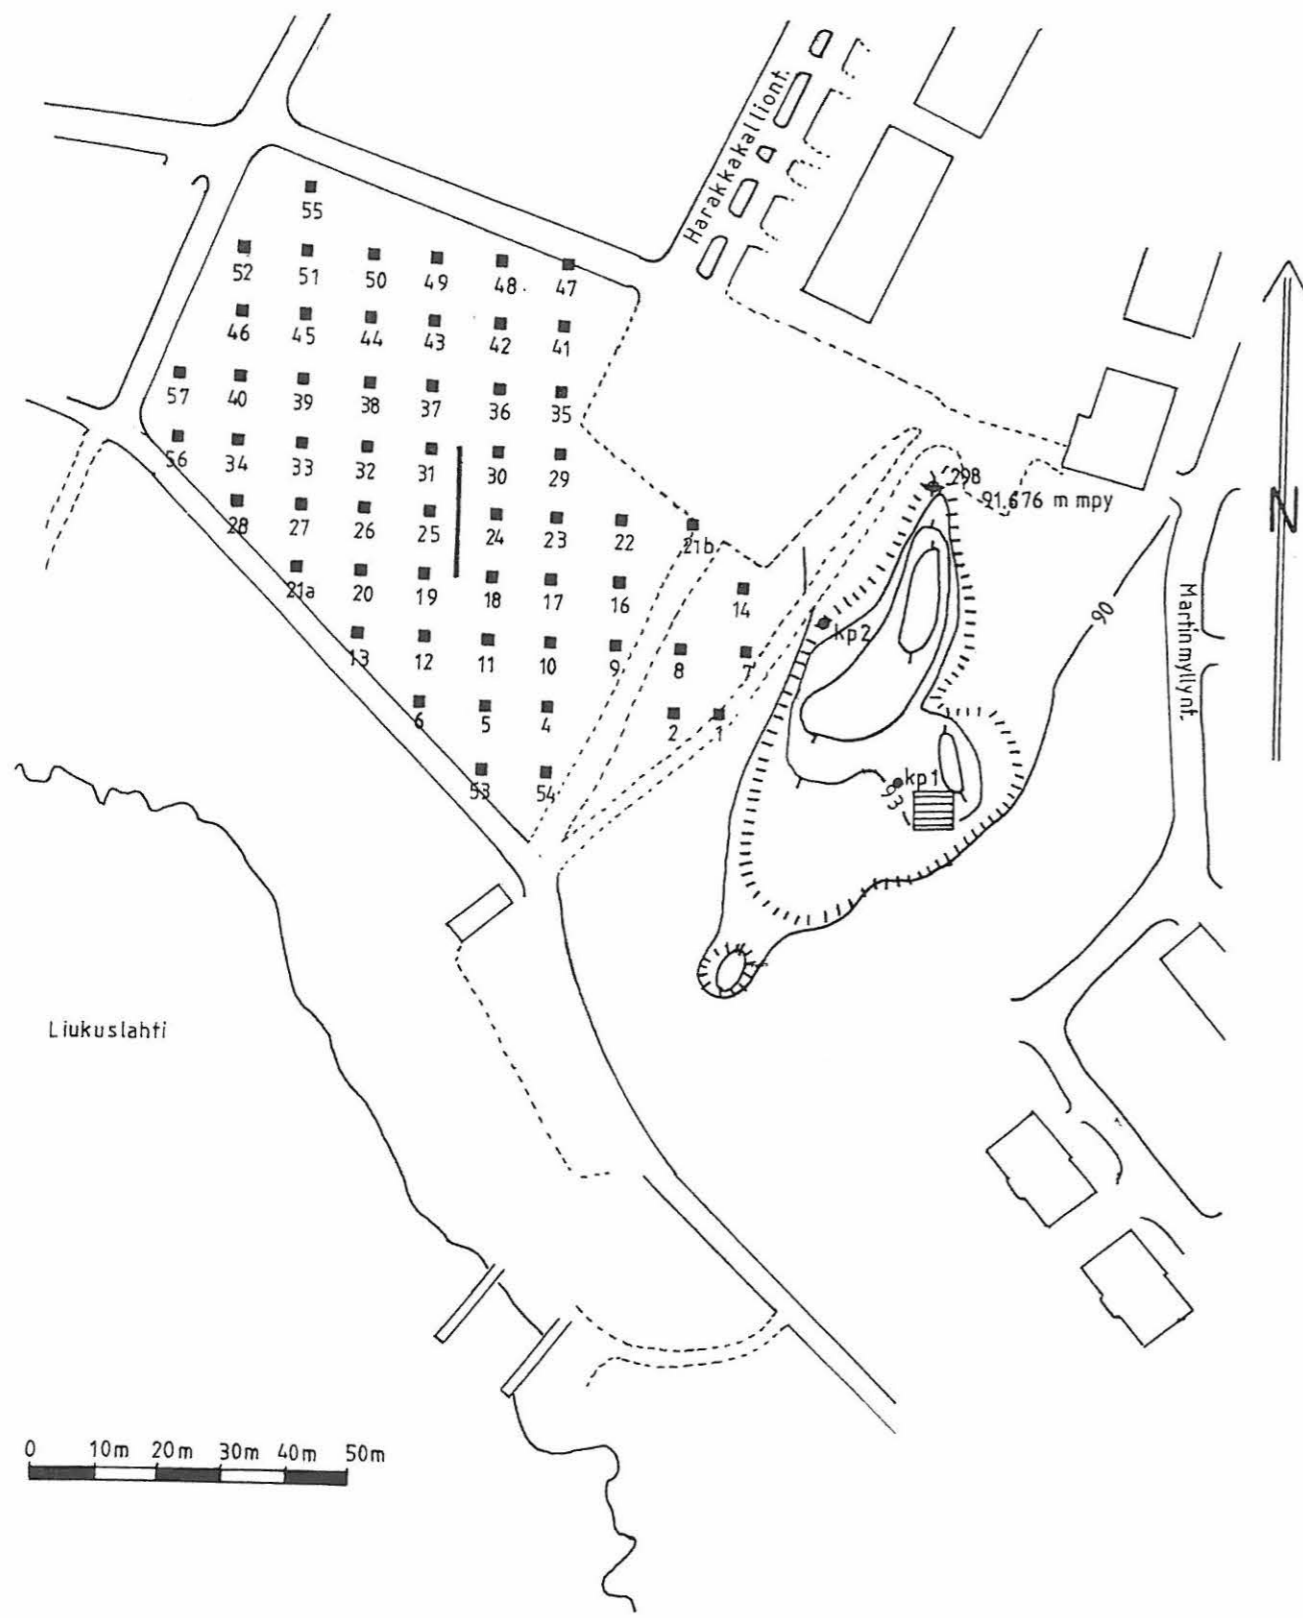 Harakkakalliont.
55
52 51 50 49 48 47
46 45 44 43 42 41
57 40 39 38 37 36 35
56 34 33 32 31 30 29
298
91.676 m mpy
28 27 26 25 24 23 22 21b
N
21a 20 19 18 17 16 14
90
Martinmyllynt.
13 12 11 10 9 8 7
kp2
6 5 4 2 1
53 54
kp1
93
Liukuslahti
0 10m 20m 30m 40m 50m